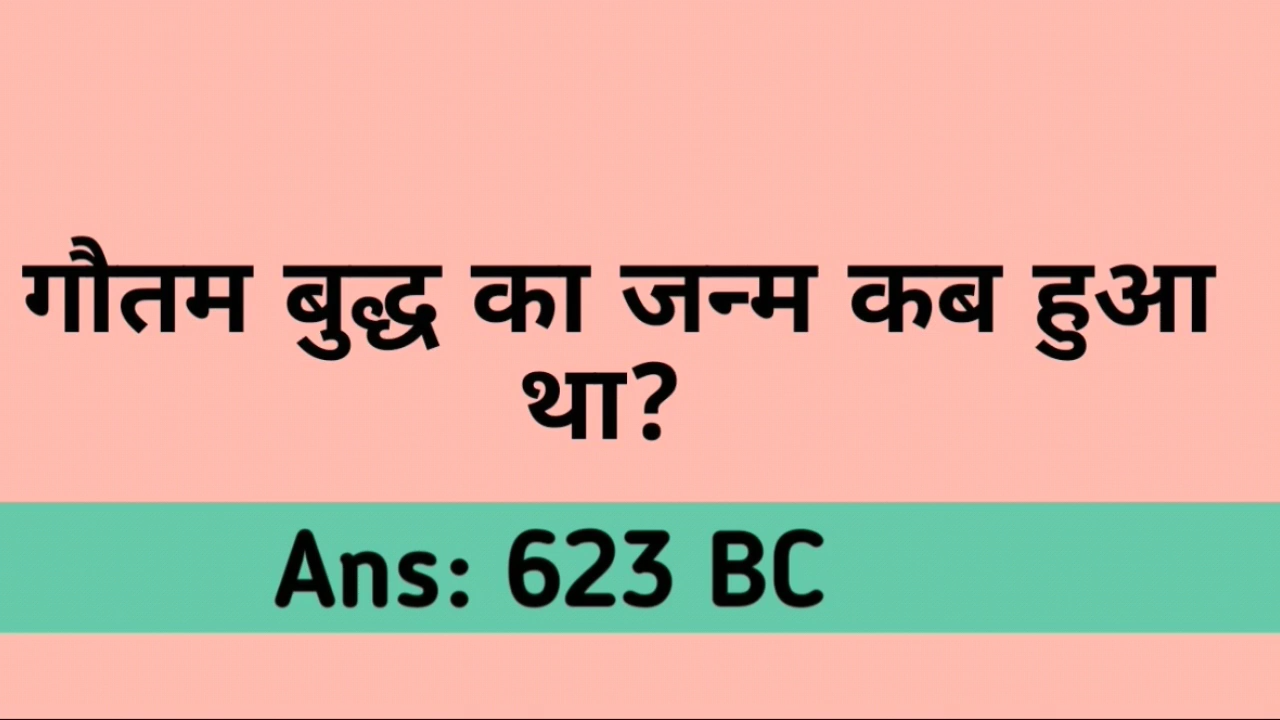 गौतम बुद्ध का जन्म कब हुआ
था?
Ans: 623 BC